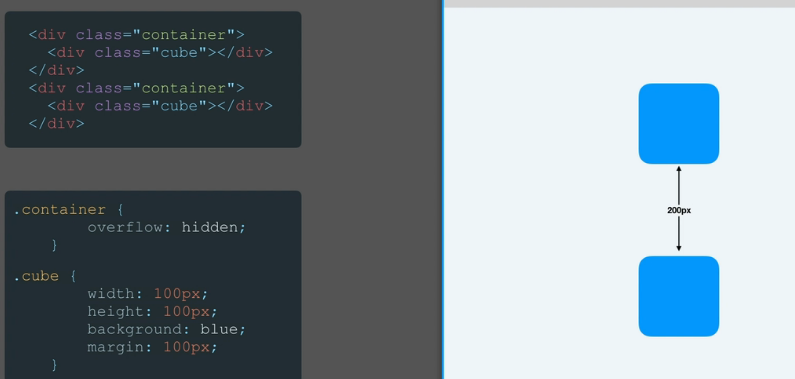 <div class="container">
<div class="cube"></div>
</div>
<div class="container">
<div class="cube"></div>
</div>
.container {
overflow: hidden;
}
.cube {
width: 100px;
height: 100px;
background: blue;
margin: 100px;
}
200px